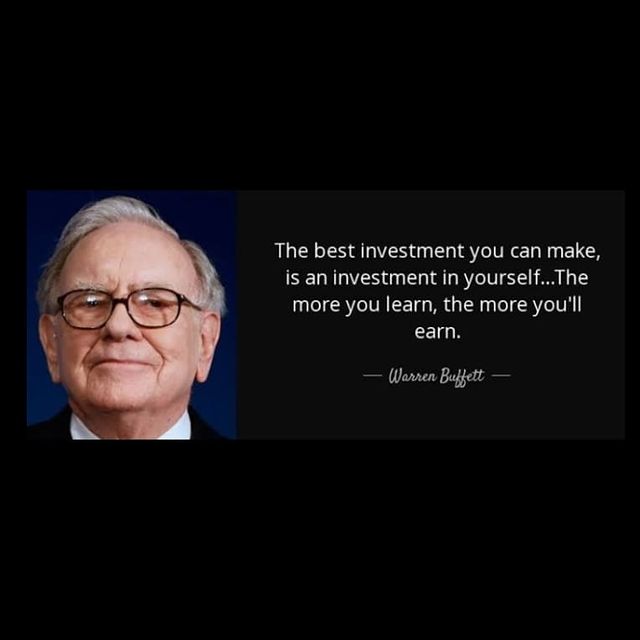 The best investment you can make,
is an investment in yourself...The
more you learn, the more you'll
earn.
— Warren Buffett —